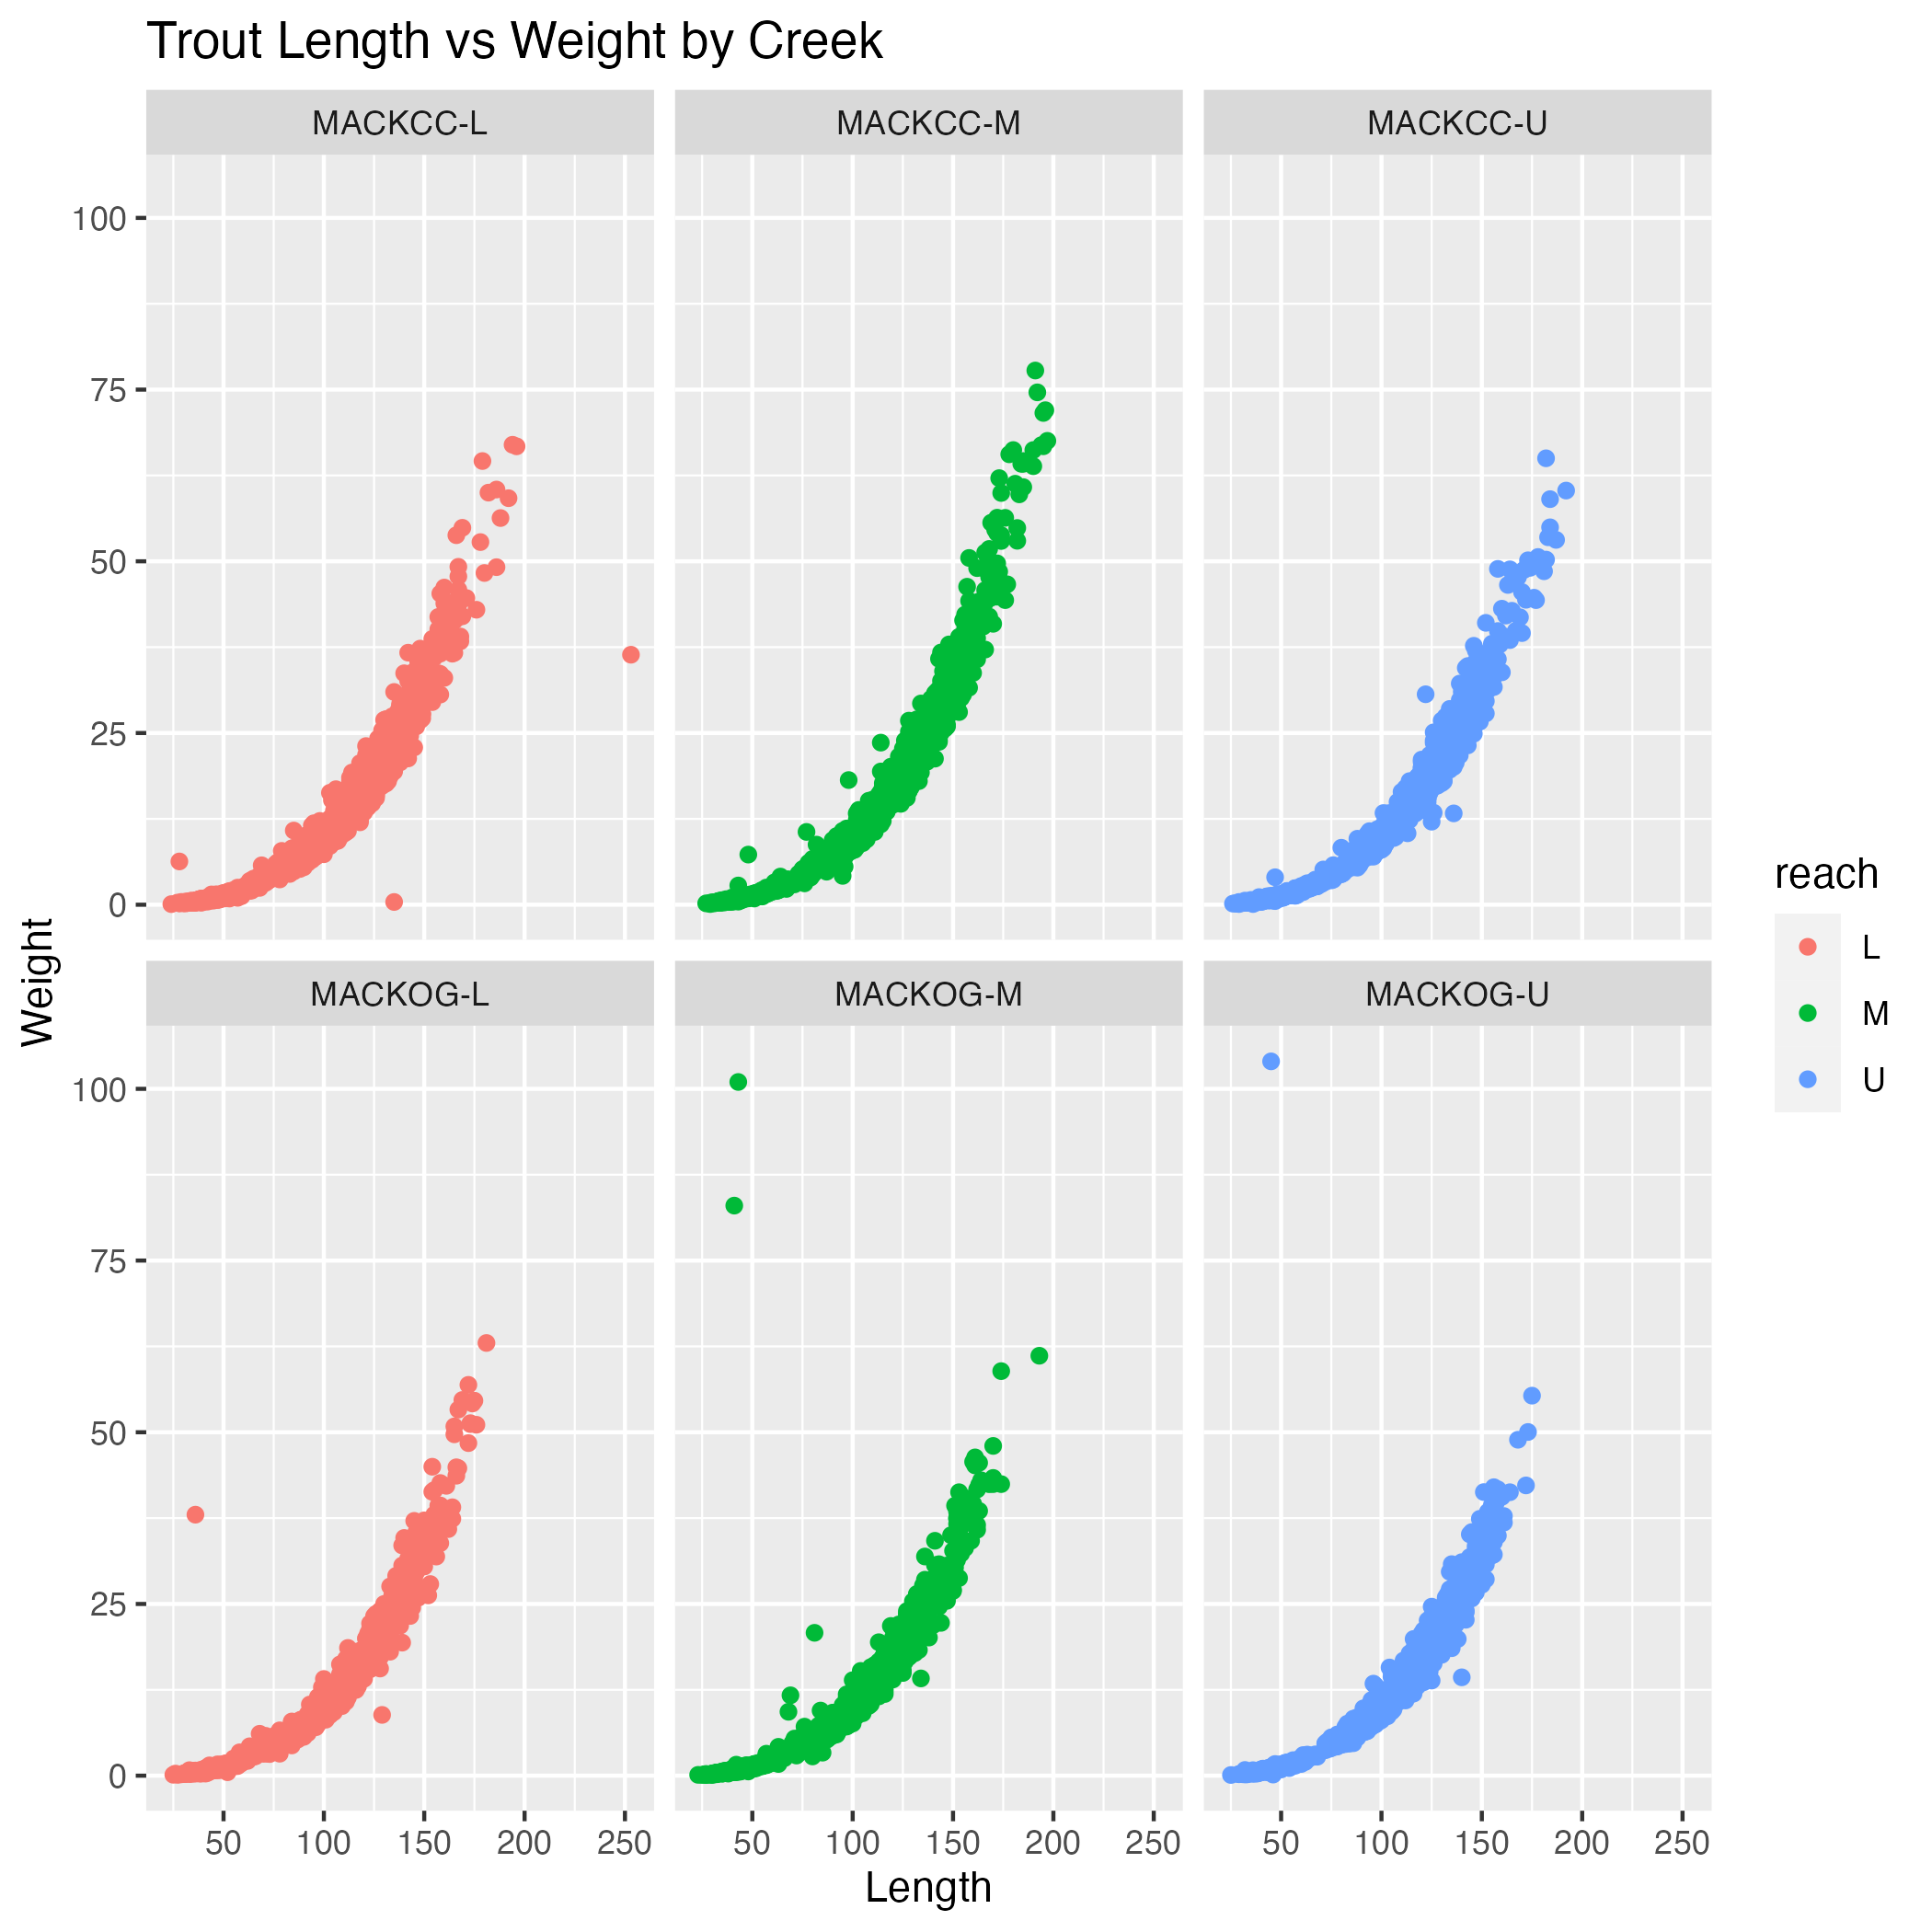 Trout Length vs Weight by Creek
MACKCC-L MACKCC-M MACKCC-U
100
75
50
25
0
Weight
MACKOG-L MACKOG-M MACKOG-U
100
75
50
25
0
50 100 150 200 250 50 100 150 200 250 50 100 150 200 250
Length
reach
L
M
U